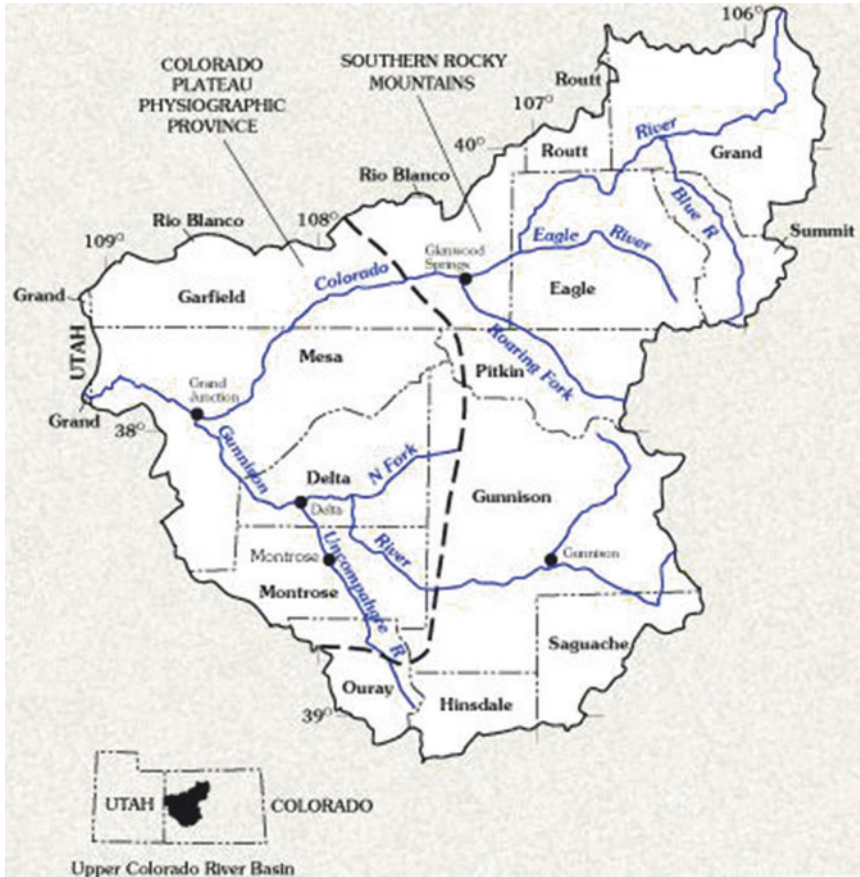 COLORADO
PLATEAU
PHYSIOGRAPHIC
PROVINCE
SOUTHERN ROCKY
MOUNTAINS
106°
Routt
107°
River
40°
Routt
Grand
Rio Blanco
Blue R
Rio Blanco
108°
Summit
109°
Eagle River
Glenwood
Springs
Colorado
Grand
Garfield
Eagle
UTAH
Mesa
Roaring Fork
Pitkin
Grand
Junction
Grand
38°
Gunnison
N Fork
Delta
Gunnison
Delta
River
Uncompahgre R
Montrose
Gunnison
Montrose
Saguache
Ouray
Hinsdale
39°
UTAH
COLORADO
Upper Colorado River Basin